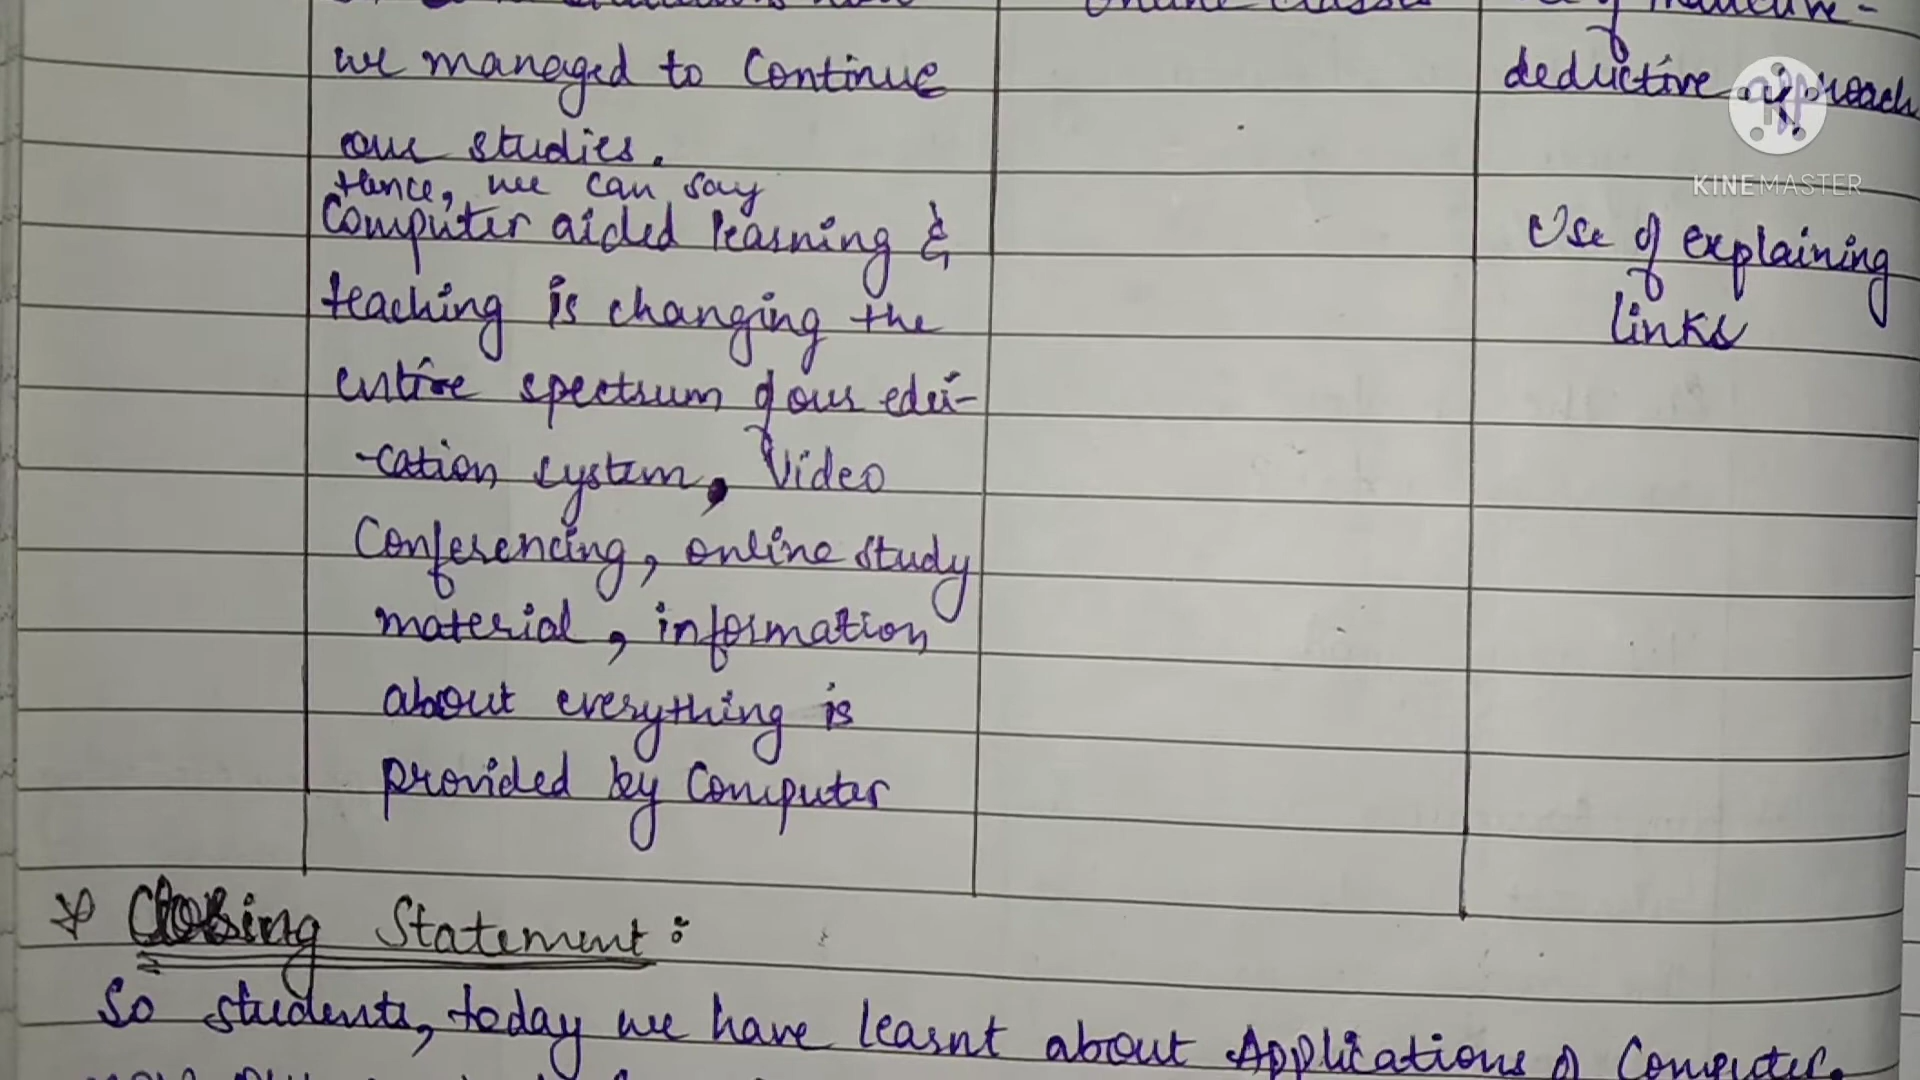 we managed to Continue
our studies.
Hence, we can say
Computer aided learning &
teaching is changing the
entire spectrum of our edu-
-cation system, Video
Conferencing, online study
material, information
about everything is
provided by Computer
Online Classes
deductive approach
Use of explaining
links
KINEMASTER
* Closing Statement :
So students, today we have learnt about Applications of Computer.